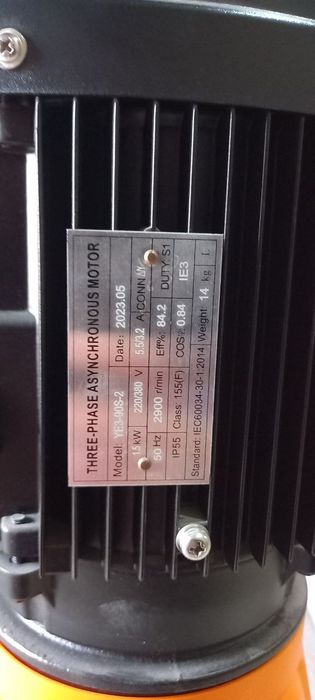 THREE-PHASE ASYNCHRONOUS MOTOR
Model: YE3-90S-2 Date: 2023.05
1.5 kW 220/380 V 5.5/3.2 A CONN
50 Hz 2900 r/min Eff%: 84.2 DUTY: S1
IP55 Class: 155(F) COSφ: 0.84 IE3
Standard: IEC60034-30-1:2014 Weight: 14 kg L